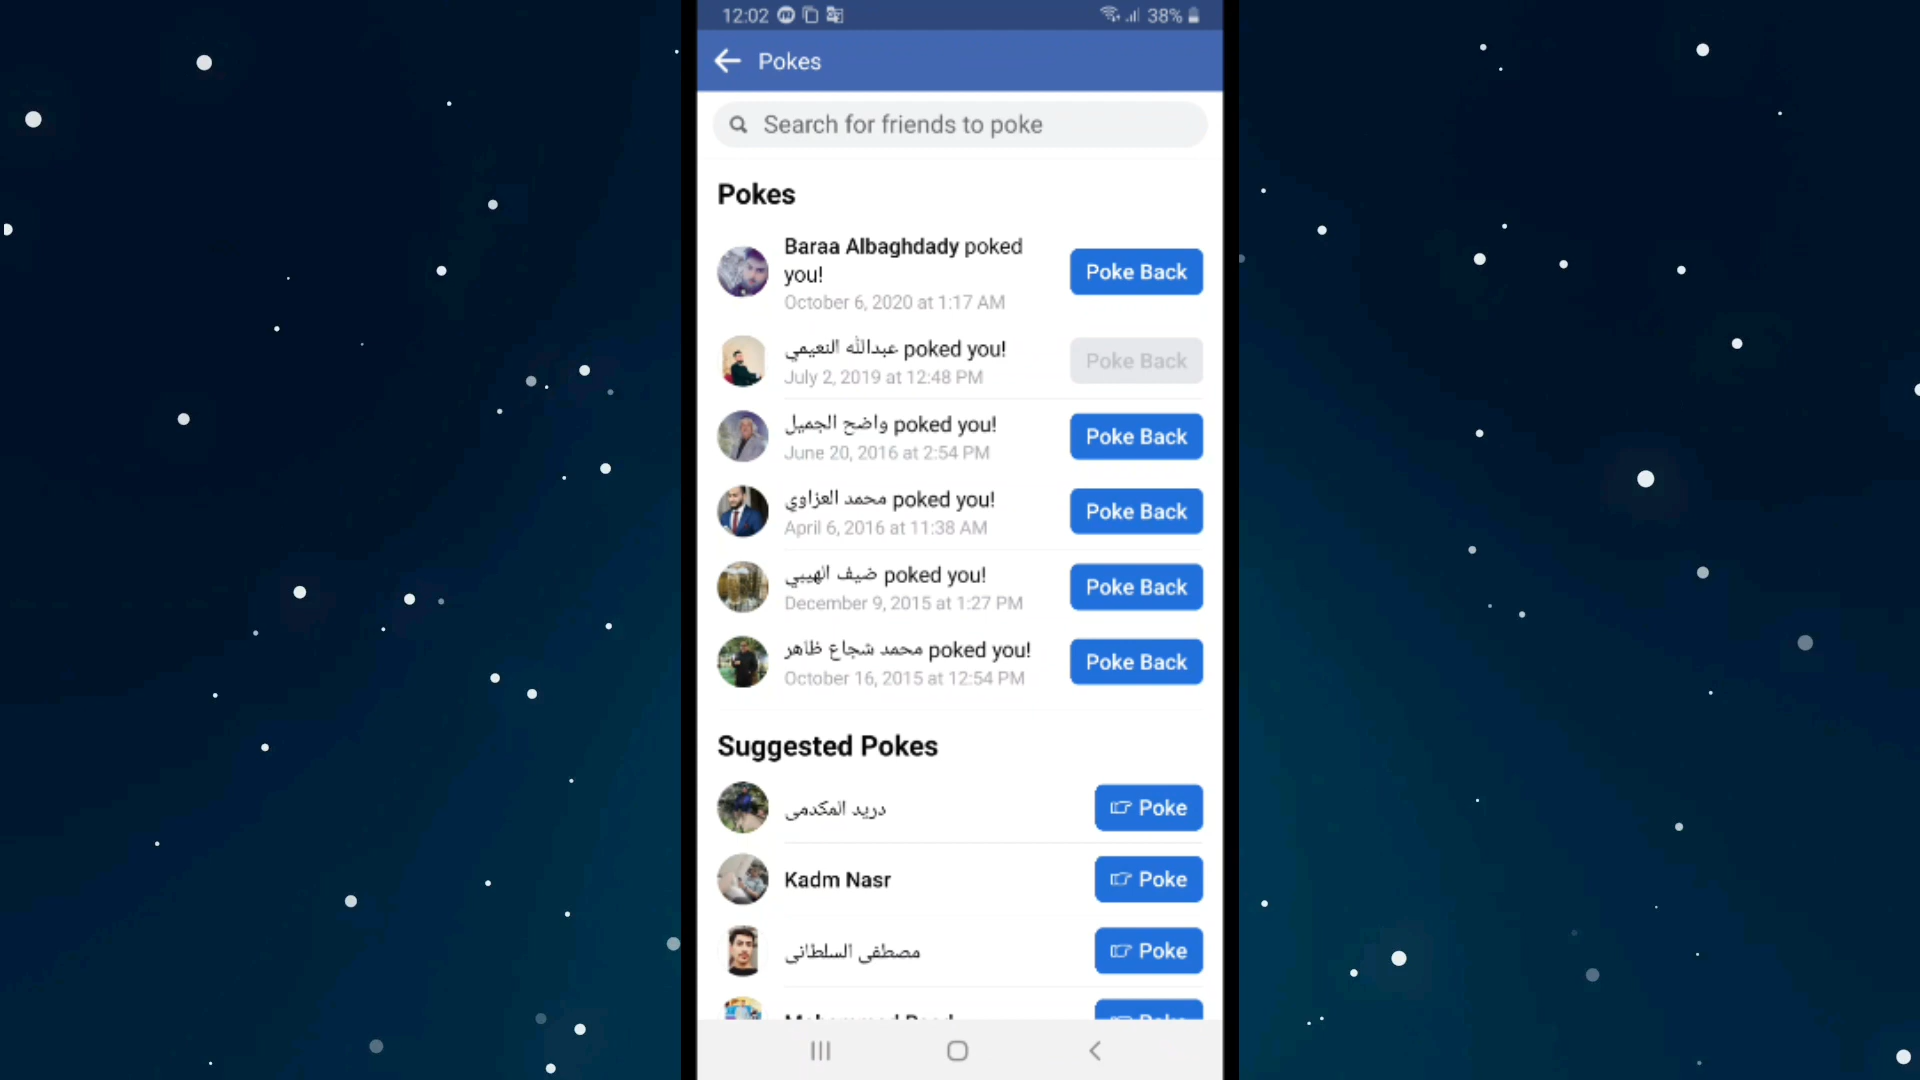 12:02
38%
Pokes
Search for friends to poke
Pokes
Baraa Albaghdady poked
you!
October 6, 2020 at 1:17 AM
Poke Back
عبدالله النعيمي poked you!
July 2, 2019 at 12:48 PM
Poke Back
واضح الجميل poked you!
June 20, 2016 at 2:54 PM
Poke Back
محمد العزاوي poked you!
April 6, 2016 at 11:38 AM
Poke Back
ضيف الهيبي poked you!
December 9, 2015 at 1:27 PM
Poke Back
محمد شجاع ظاهر poked you!
October 16, 2015 at 12:54 PM
Poke Back
Suggested Pokes
دريد المكدمى
Poke
Kadm Nasr
Poke
مصطفى السلطانى
Poke
Poke